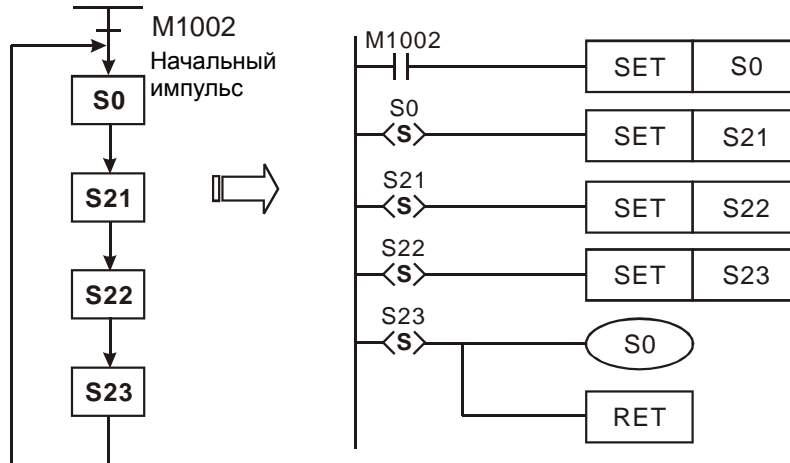 M1002
Начальный
импульс
S0
S21
S22
S23
M1002
SET S0
S0
S SET S21
S21
S SET S22
S22
S SET S23
S23
S S0
RET